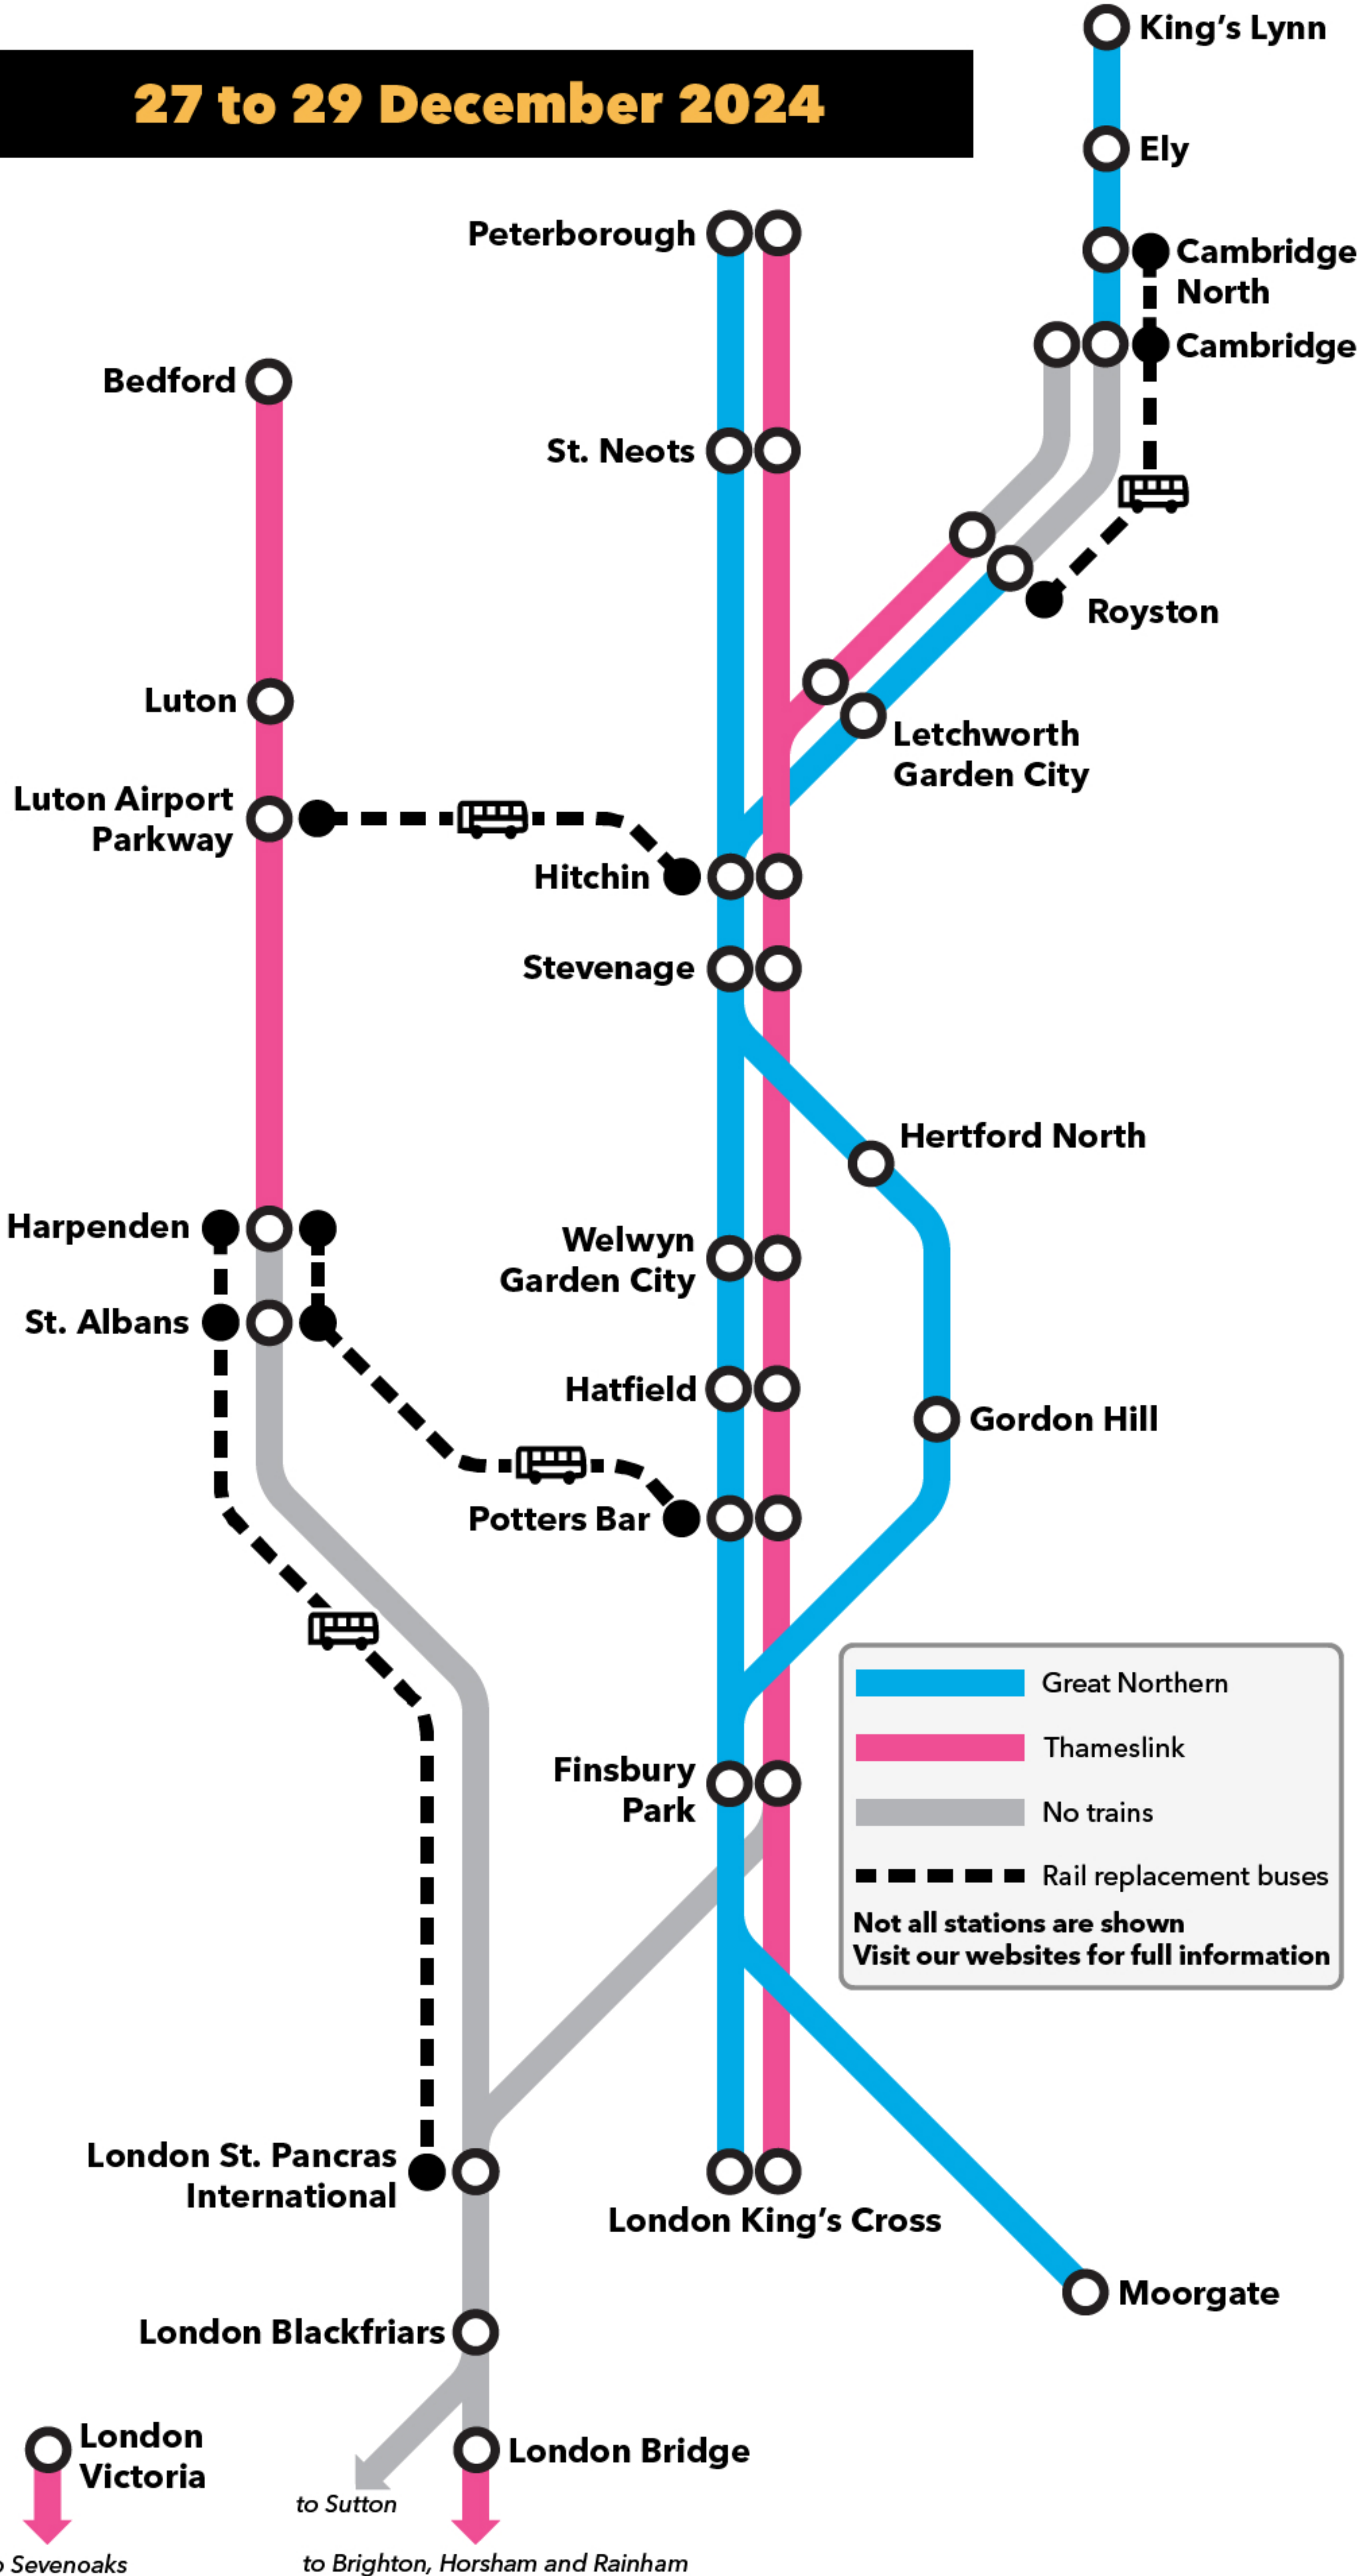 King's Lynn
27 to 29 December 2024
Ely
Peterborough
Cambridge
North
Cambridge
Bedford
St. Neots
Royston
Luton
Letchworth
Garden City
Luton Airport
Parkway
Hitchin
Stevenage
Hertford North
Harpenden
Welwyn
Garden City
St. Albans
Hatfield
Gordon Hill
Potters Bar
Great Northern
Thameslink
Finsbury
Park
No trains
Rail replacement buses
Not all stations are shown
Visit our websites for full information
London St. Pancras
International
London King's Cross
Moorgate
London Blackfriars
London
Victoria
London Bridge
to Sutton
Sevenoaks
to Brighton, Horsham and Rainham